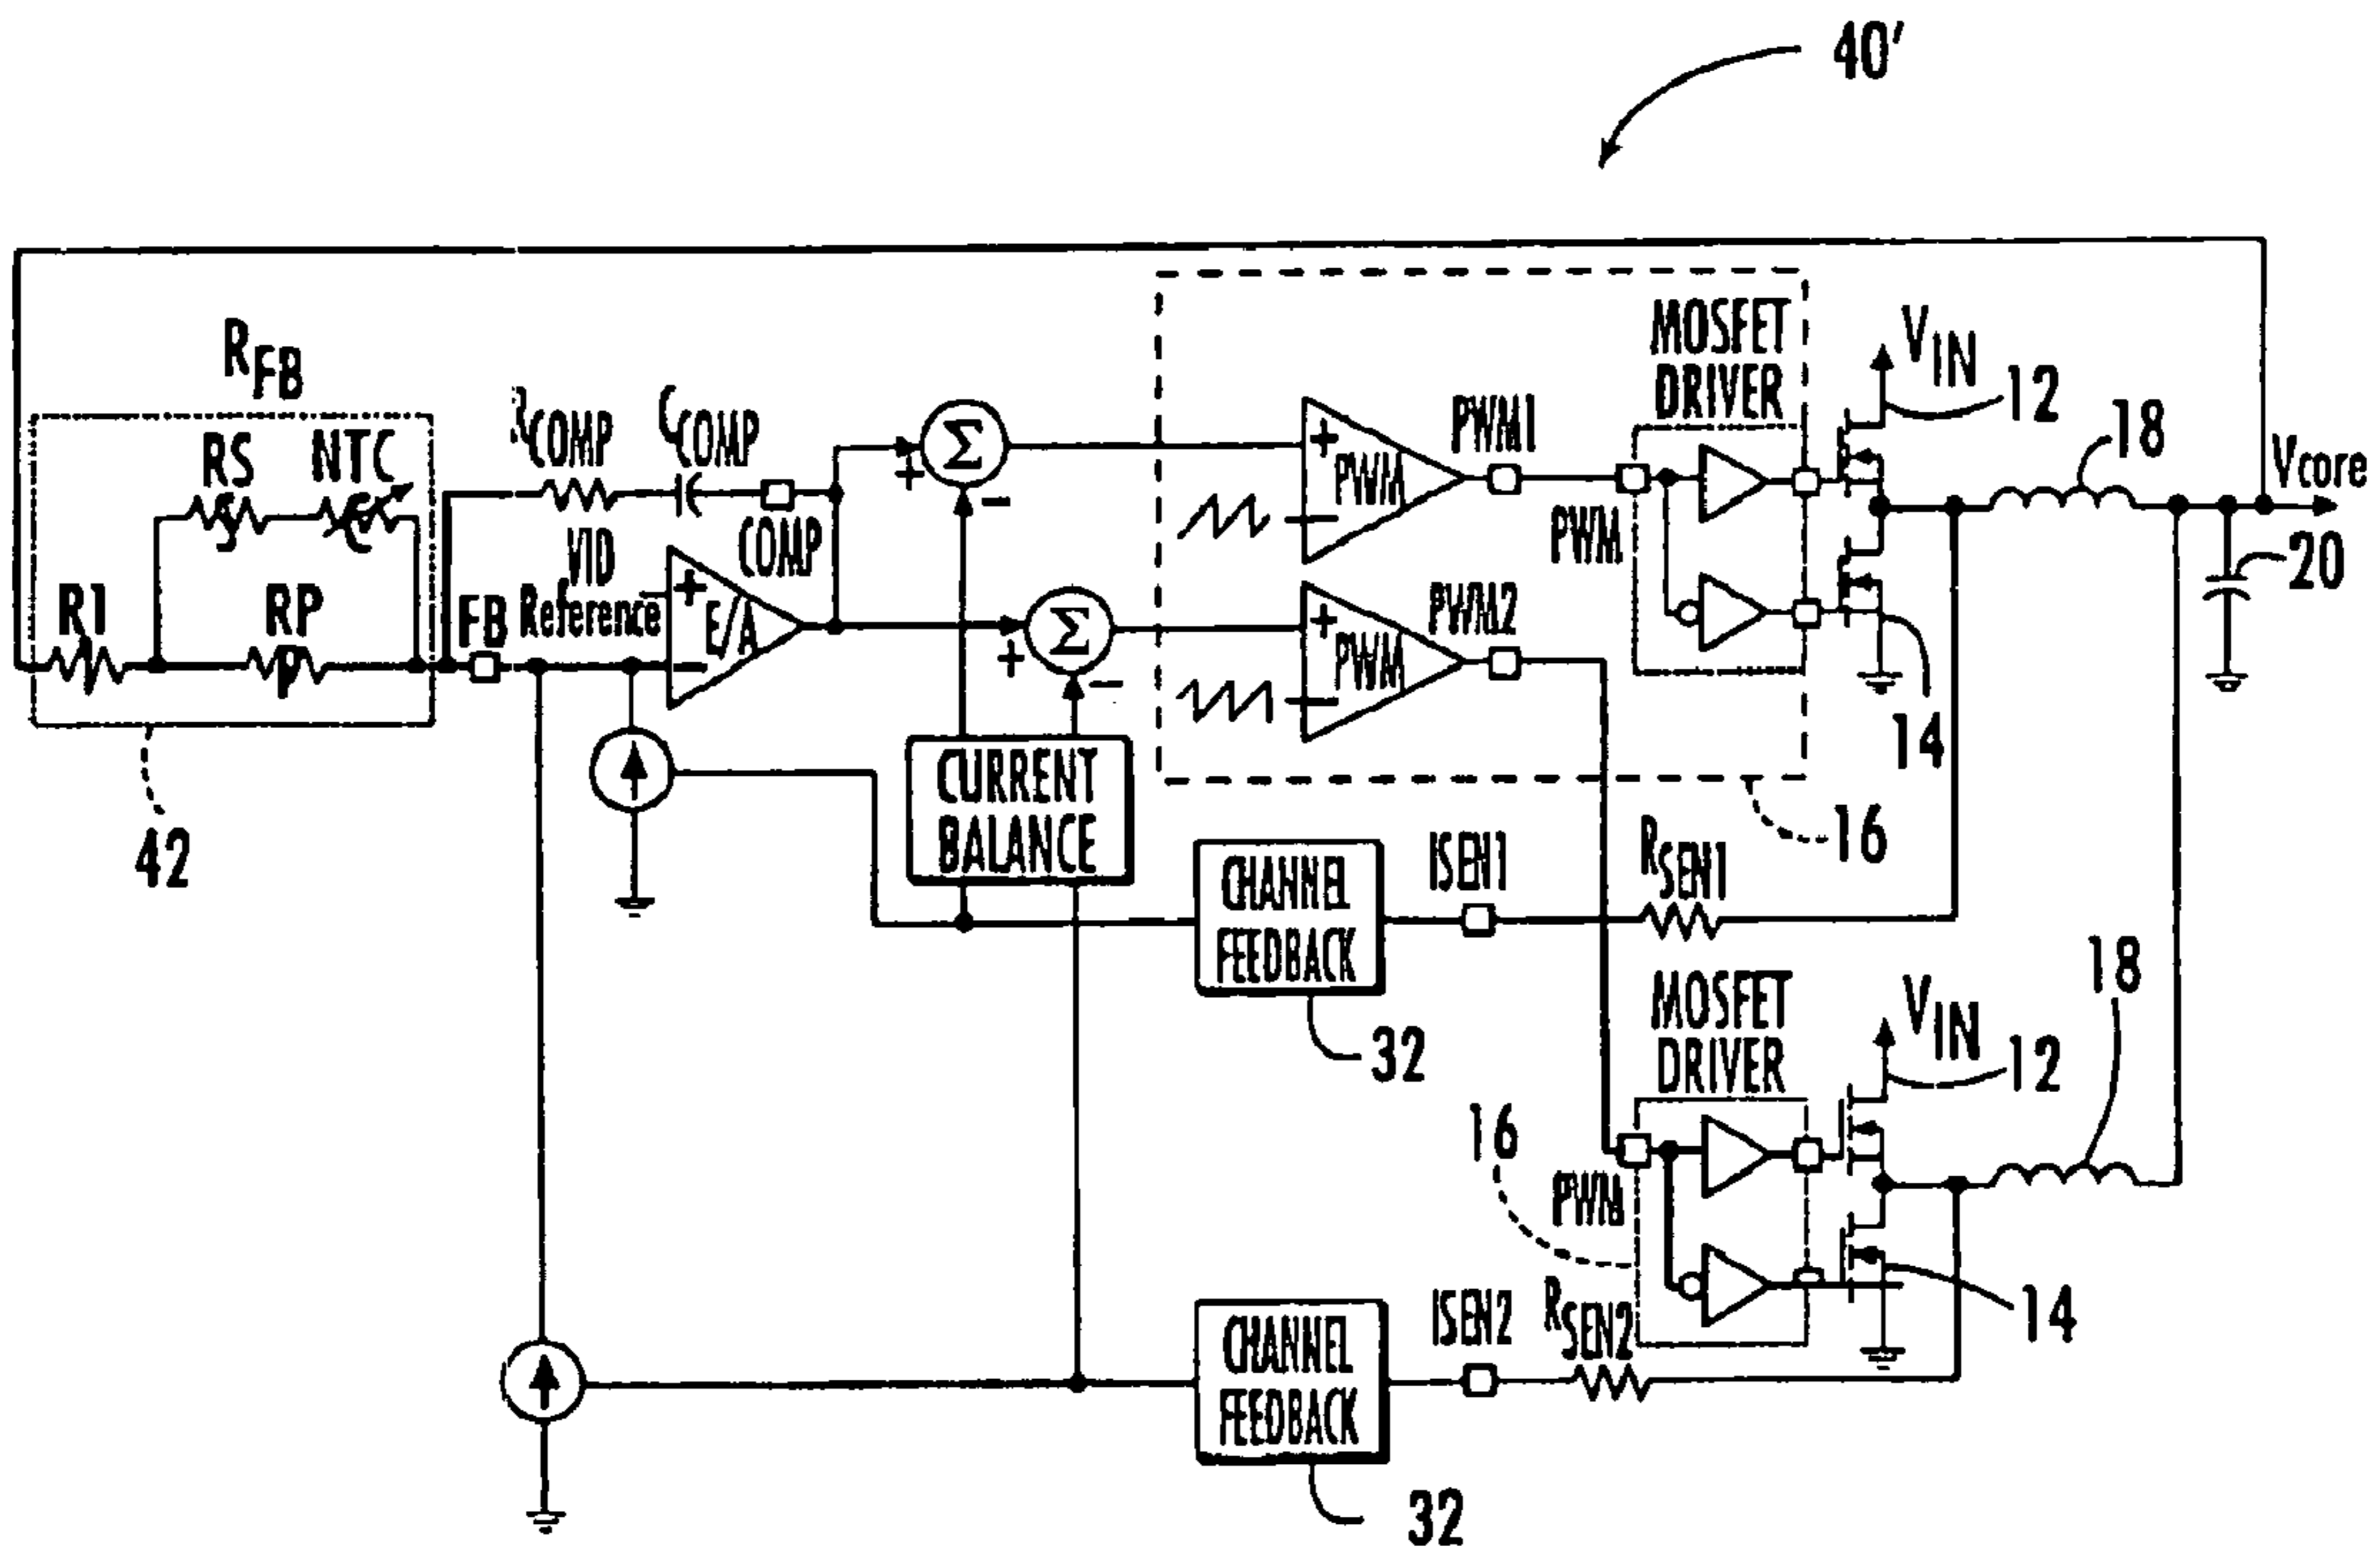 40'
RFB
RS NTC
R1 RP
42
RCOMP CCOMP
COMP
VID
Reference
FB
+
E/A
−
Σ
+
−
Σ
+
−
CURRENT
BALANCE
+
PWM
−
PWM1
+
PWM
−
PWM2
MOSFET
DRIVER
PWM
VIN
12
18
Vcore
20
14
16
CHANNEL
FEEDBACK
32
ISEN1
RSEN1
MOSFET
DRIVER
VIN
12
18
16
PWM
14
CHANNEL
FEEDBACK
32
ISEN2
RSEN2